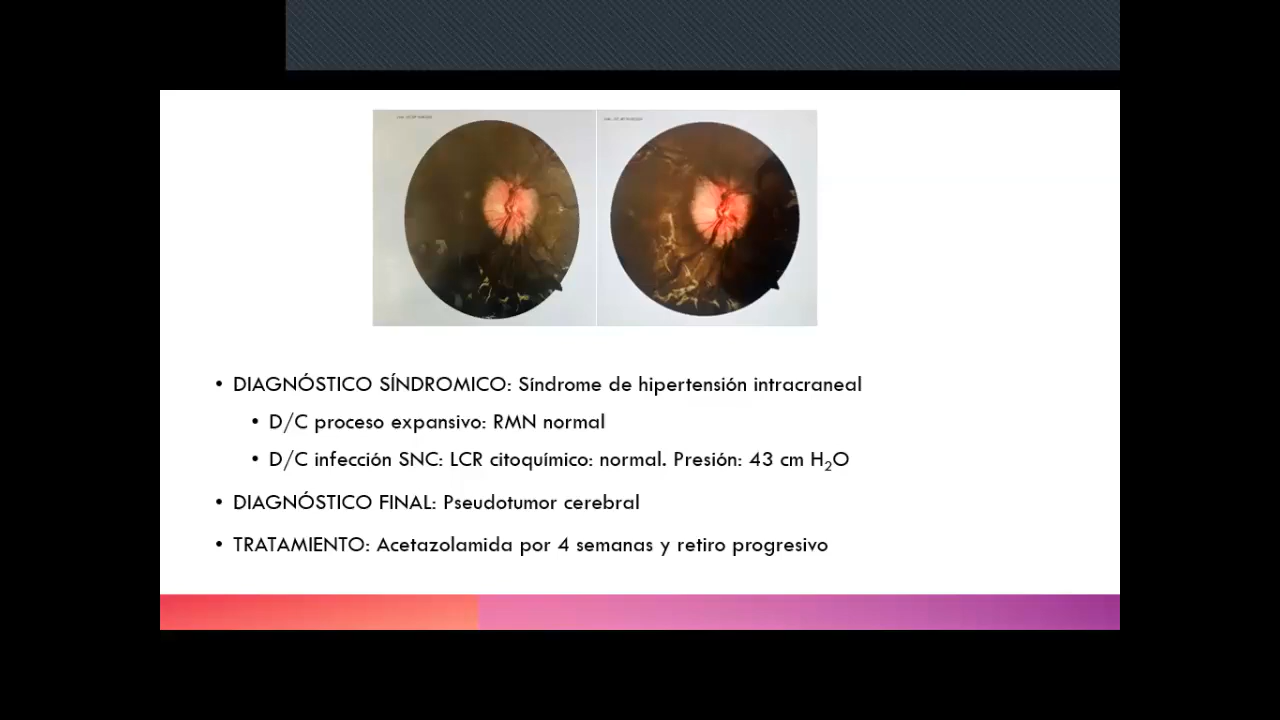 • DIAGNÓSTICO SÍNDROMICO: Síndrome de hipertensión intracraneal
• D/C proceso expansivo: RMN normal
• D/C infección SNC: LCR citoquímico: normal. Presión: 43 cm H₂O
• DIAGNÓSTICO FINAL: Pseudotumor cerebral
• TRATAMIENTO: Acetazolamida por 4 semanas y retiro progresivo